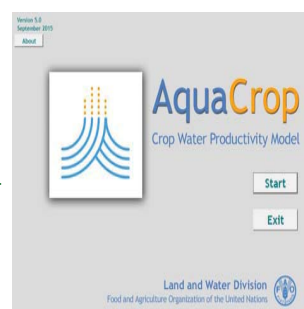 Version 5.0
September 2015
About
AquaCrop
Crop Water Productivity Model
Start
Exit
Land and Water Division
Food and Agriculture Organization of the United Nations